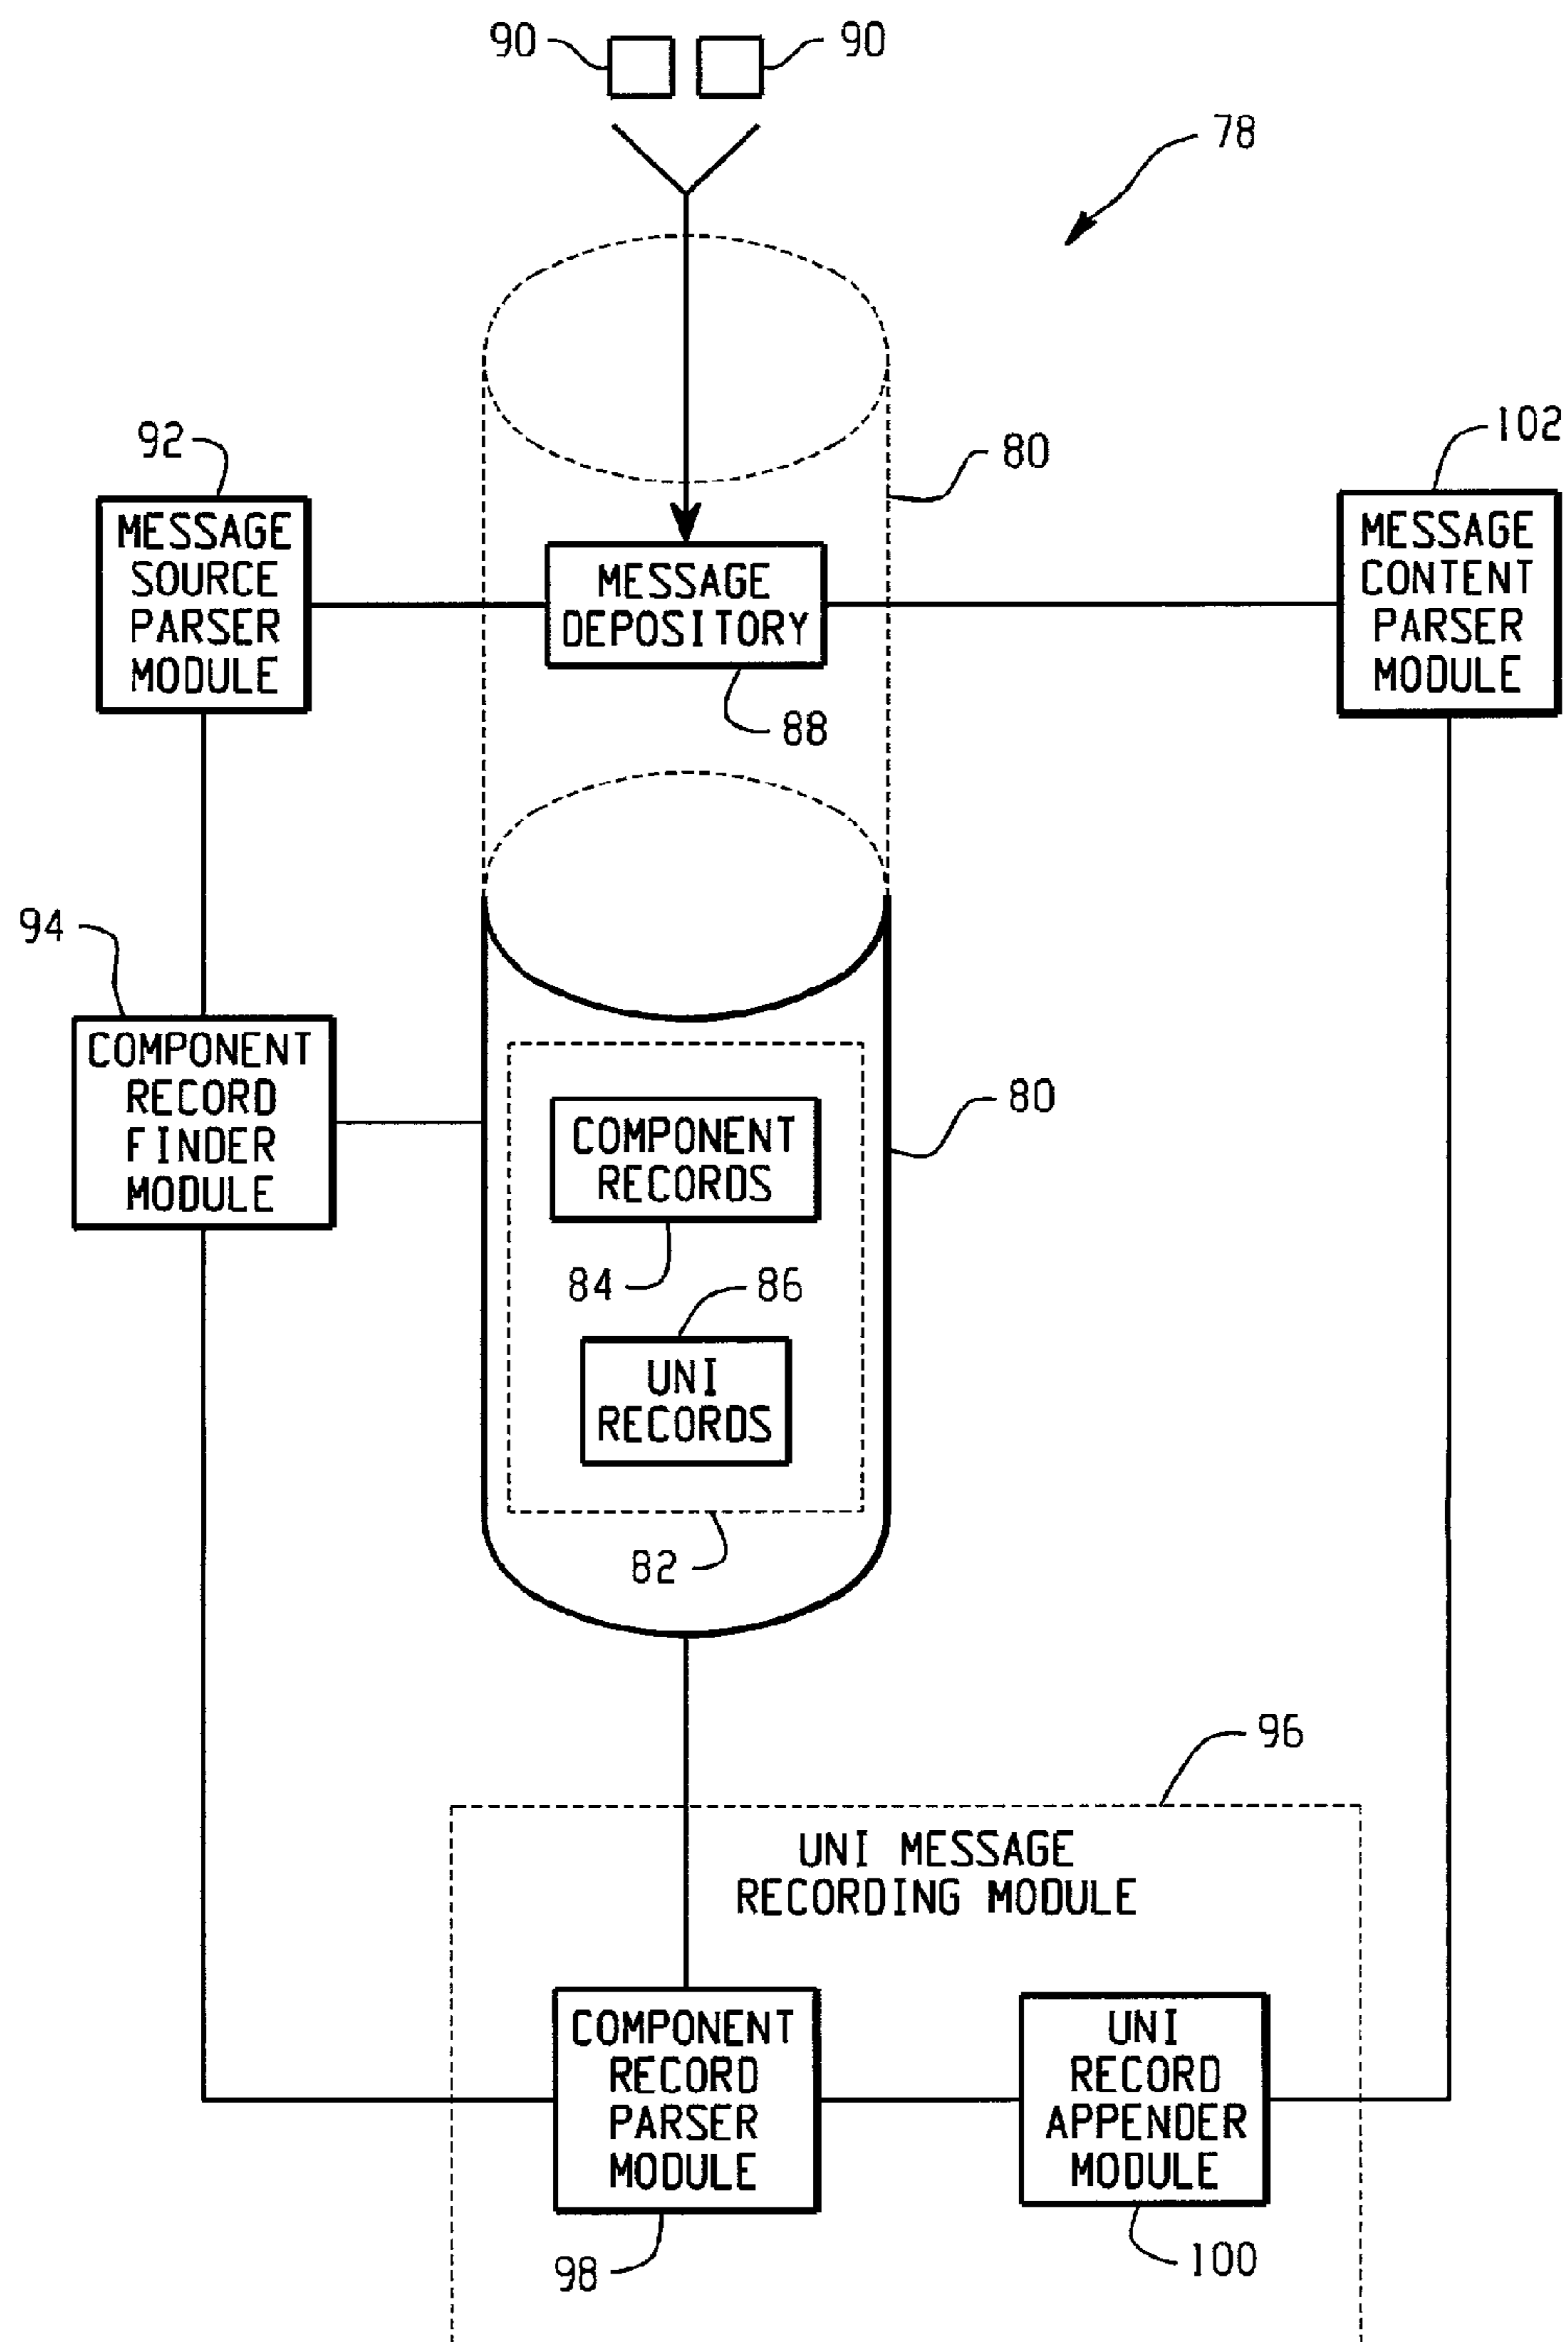 90
90
78
92
80
102
MESSAGE
SOURCE
PARSER
MODULE
MESSAGE
DEPOSITORY
MESSAGE
CONTENT
PARSER
MODULE
88
94
COMPONENT
RECORD
FINDER
MODULE
80
COMPONENT
RECORDS
84
86
UNI
RECORDS
82
96
UNI MESSAGE
RECORDING MODULE
COMPONENT
RECORD
PARSER
MODULE
UNI
RECORD
APPENDER
MODULE
98
100